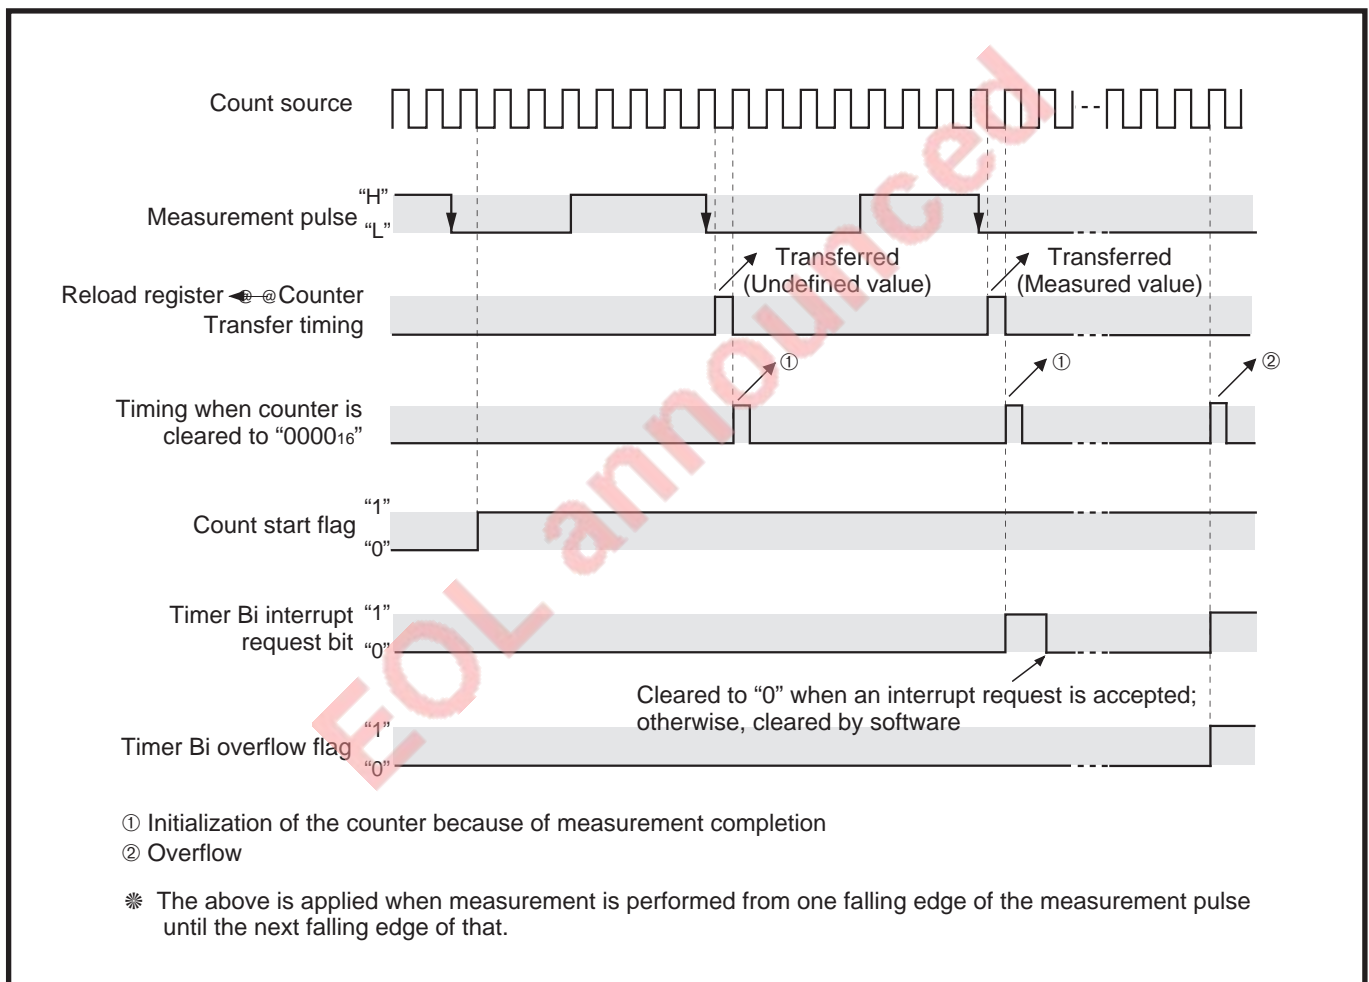 Count source
Measurement pulse
“H”
“L”
Transferred
(Undefined value)
Transferred
(Measured value)
Reload register @ @Counter
Transfer timing
①
①
②
Timing when counter is
cleared to “000016”
Count start flag
“1”
“0”
Timer Bi interrupt
request bit
“1”
“0”
Cleared to “0” when an interrupt request is accepted;
otherwise, cleared by software
Timer Bi overflow flag
“1”
“0”
① Initialization of the counter because of measurement completion
② Overflow
❋ The above is applied when measurement is performed from one falling edge of the measurement pulse
until the next falling edge of that.
EOL announced